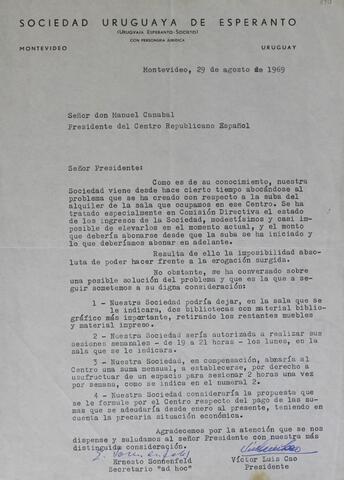 SOCIEDAD URUGUAYA DE ESPERANTO
(URUGVAJA ESPERANTO-SOCIETO)
CON PERSONERIA JURIDICA
MONTEVIDEO URUGUAY
Montevideo, 29 de agosto de 1969
Señor don Manuel Canabal
Presidente del Centro Republicano Español
Señor Presidente:
Como es de su conocimiento, nuestra
Sociedad viene desde hace cierto tiempo abocándose al
problema que se ha creado con respecto a la suba del
alquiler de la sala que ocupamos en ese Centro. Se ha
tratado especialmente en Comisión Directiva el estado
de los ingresos de la Sociedad, modestísimos y casi im-
posible de elevarlos en el momento actual, y el monto
que debería abonarse desde que la suba se ha iniciado y
lo que deberíamos abonar en adelante.
Resulta de ello la imposibilidad abso-
luta de poder hacer frente a la erogación surgida.
No obstante, se ha conversado sobre
una posible solución del problema y que es la que a se-
guir sometemos a su digna consideración:
1 - Nuestra Sociedad podría dejar, en la sala que se
le indicara, dos bibliotecas con material biblio-
gráfico más importante, retirando los restantes muebles
y material impreso.
2 - Nuestra Sociedad sería autorizada a realizar sus
sesiones semanales - de 19 a 21 horas - los lunes, en la
sala que se le indicara.
3 - Nuestra Sociedad, en compensación, abonaría al
Centro una suma mensual, a establecerse, por derecho a
usufructuar de un espacio para sesionar 2 horas una vez
por semana, como se indica en el numeral 2.
4 - Nuestra Sociedad consideraría la propuesta que
se le formule por el Centro respecto del pago de las su-
mas que se adeudaría desde enero al presente, teniendo en
cuenta la precaria situación económica.
Agradecemos por la atención que se nos
dispense y saludamos al señor Presidente con nuestra más
distinguida consideración.
Ernesto Sonnenfeld Víctor Luis Cao
Secretario "ad hoc" Presidente